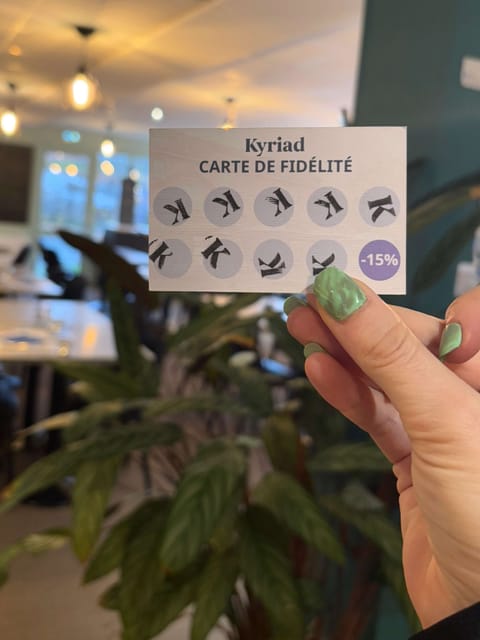 Kyriad
CARTE DE FIDÉLITÉ
K K K K K
K K K K -15%